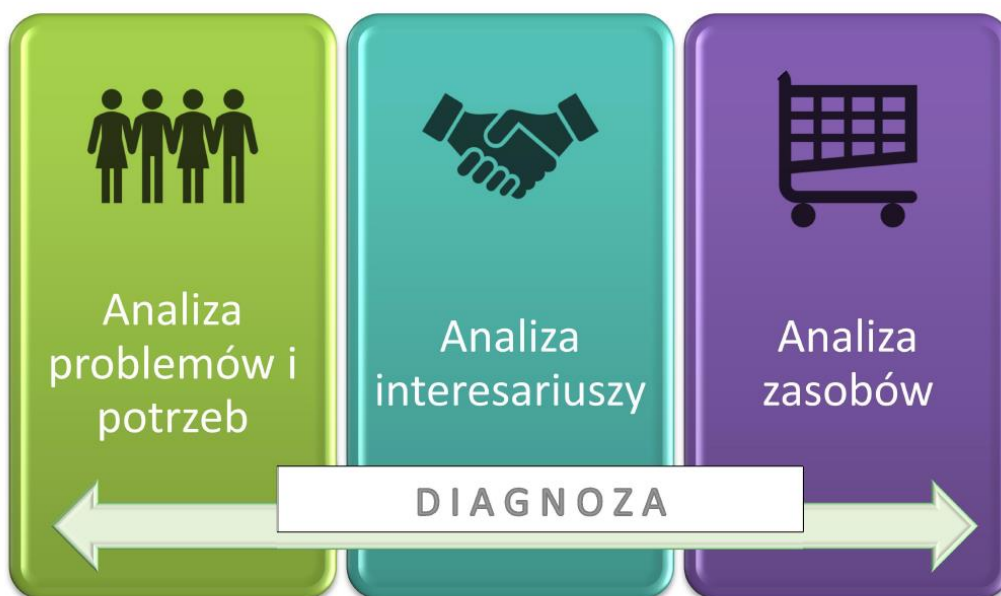 Analiza
problemów i
potrzeb
Analiza
interesariuszy
Analiza
zasobów
DIAGNOZA